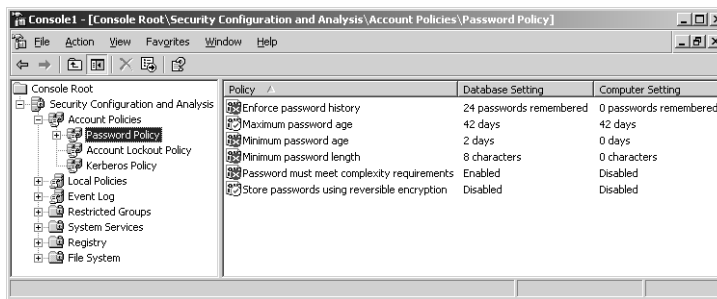 Console1 - [Console Root\Security Configuration and Analysis\Account Policies\Password Policy]
File Action View Favorites Window Help
Console Root
Security Configuration and Analysis
Account Policies
Password Policy
Account Lockout Policy
Kerberos Policy
Local Policies
Event Log
Restricted Groups
System Services
Registry
File System
Policy Database Setting Computer Setting
Enforce password history 24 passwords remembered 0 passwords remembered
Maximum password age 42 days 42 days
Minimum password age 2 days 0 days
Minimum password length 8 characters 0 characters
Password must meet complexity requirements Enabled Disabled
Store passwords using reversible encryption Disabled Disabled